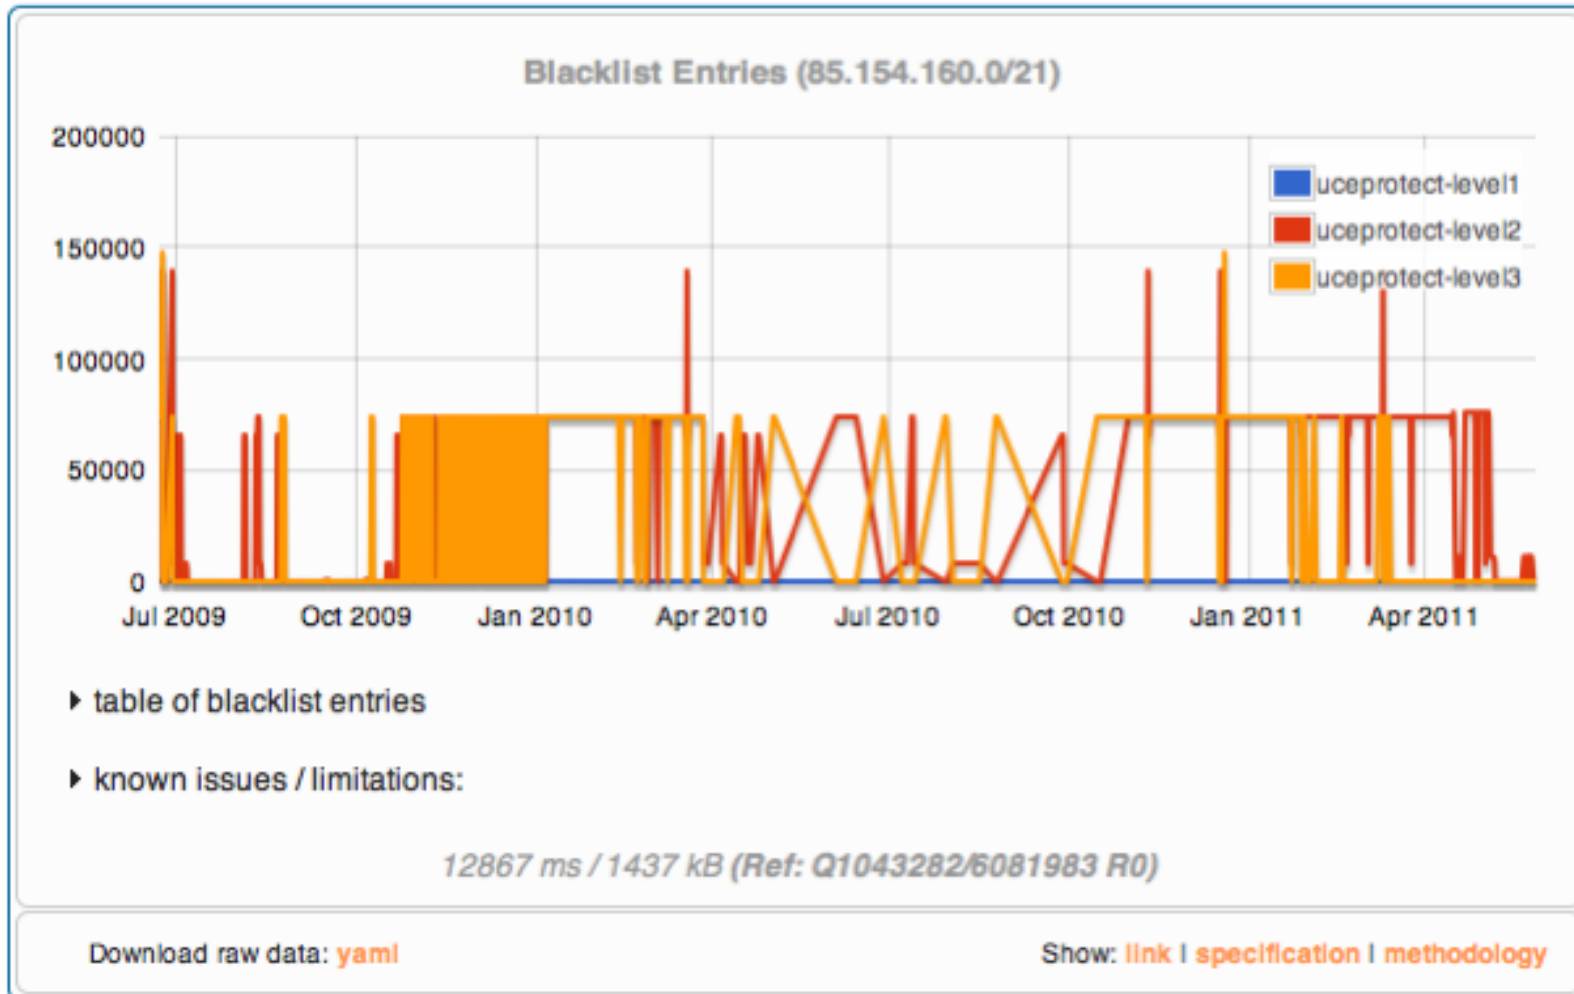 Blacklist Entries (85.154.160.0/21)
200000
150000
100000
50000
0
uceprotect-level1
uceprotect-level2
uceprotect-level3
Jul 2009 Oct 2009 Jan 2010 Apr 2010 Jul 2010 Oct 2010 Jan 2011 Apr 2011
table of blacklist entries
known issues / limitations:
12867 ms / 1437 kB (Ref: Q1043282/6081983 R0)
Download raw data: yaml
Show: link | specification | methodology